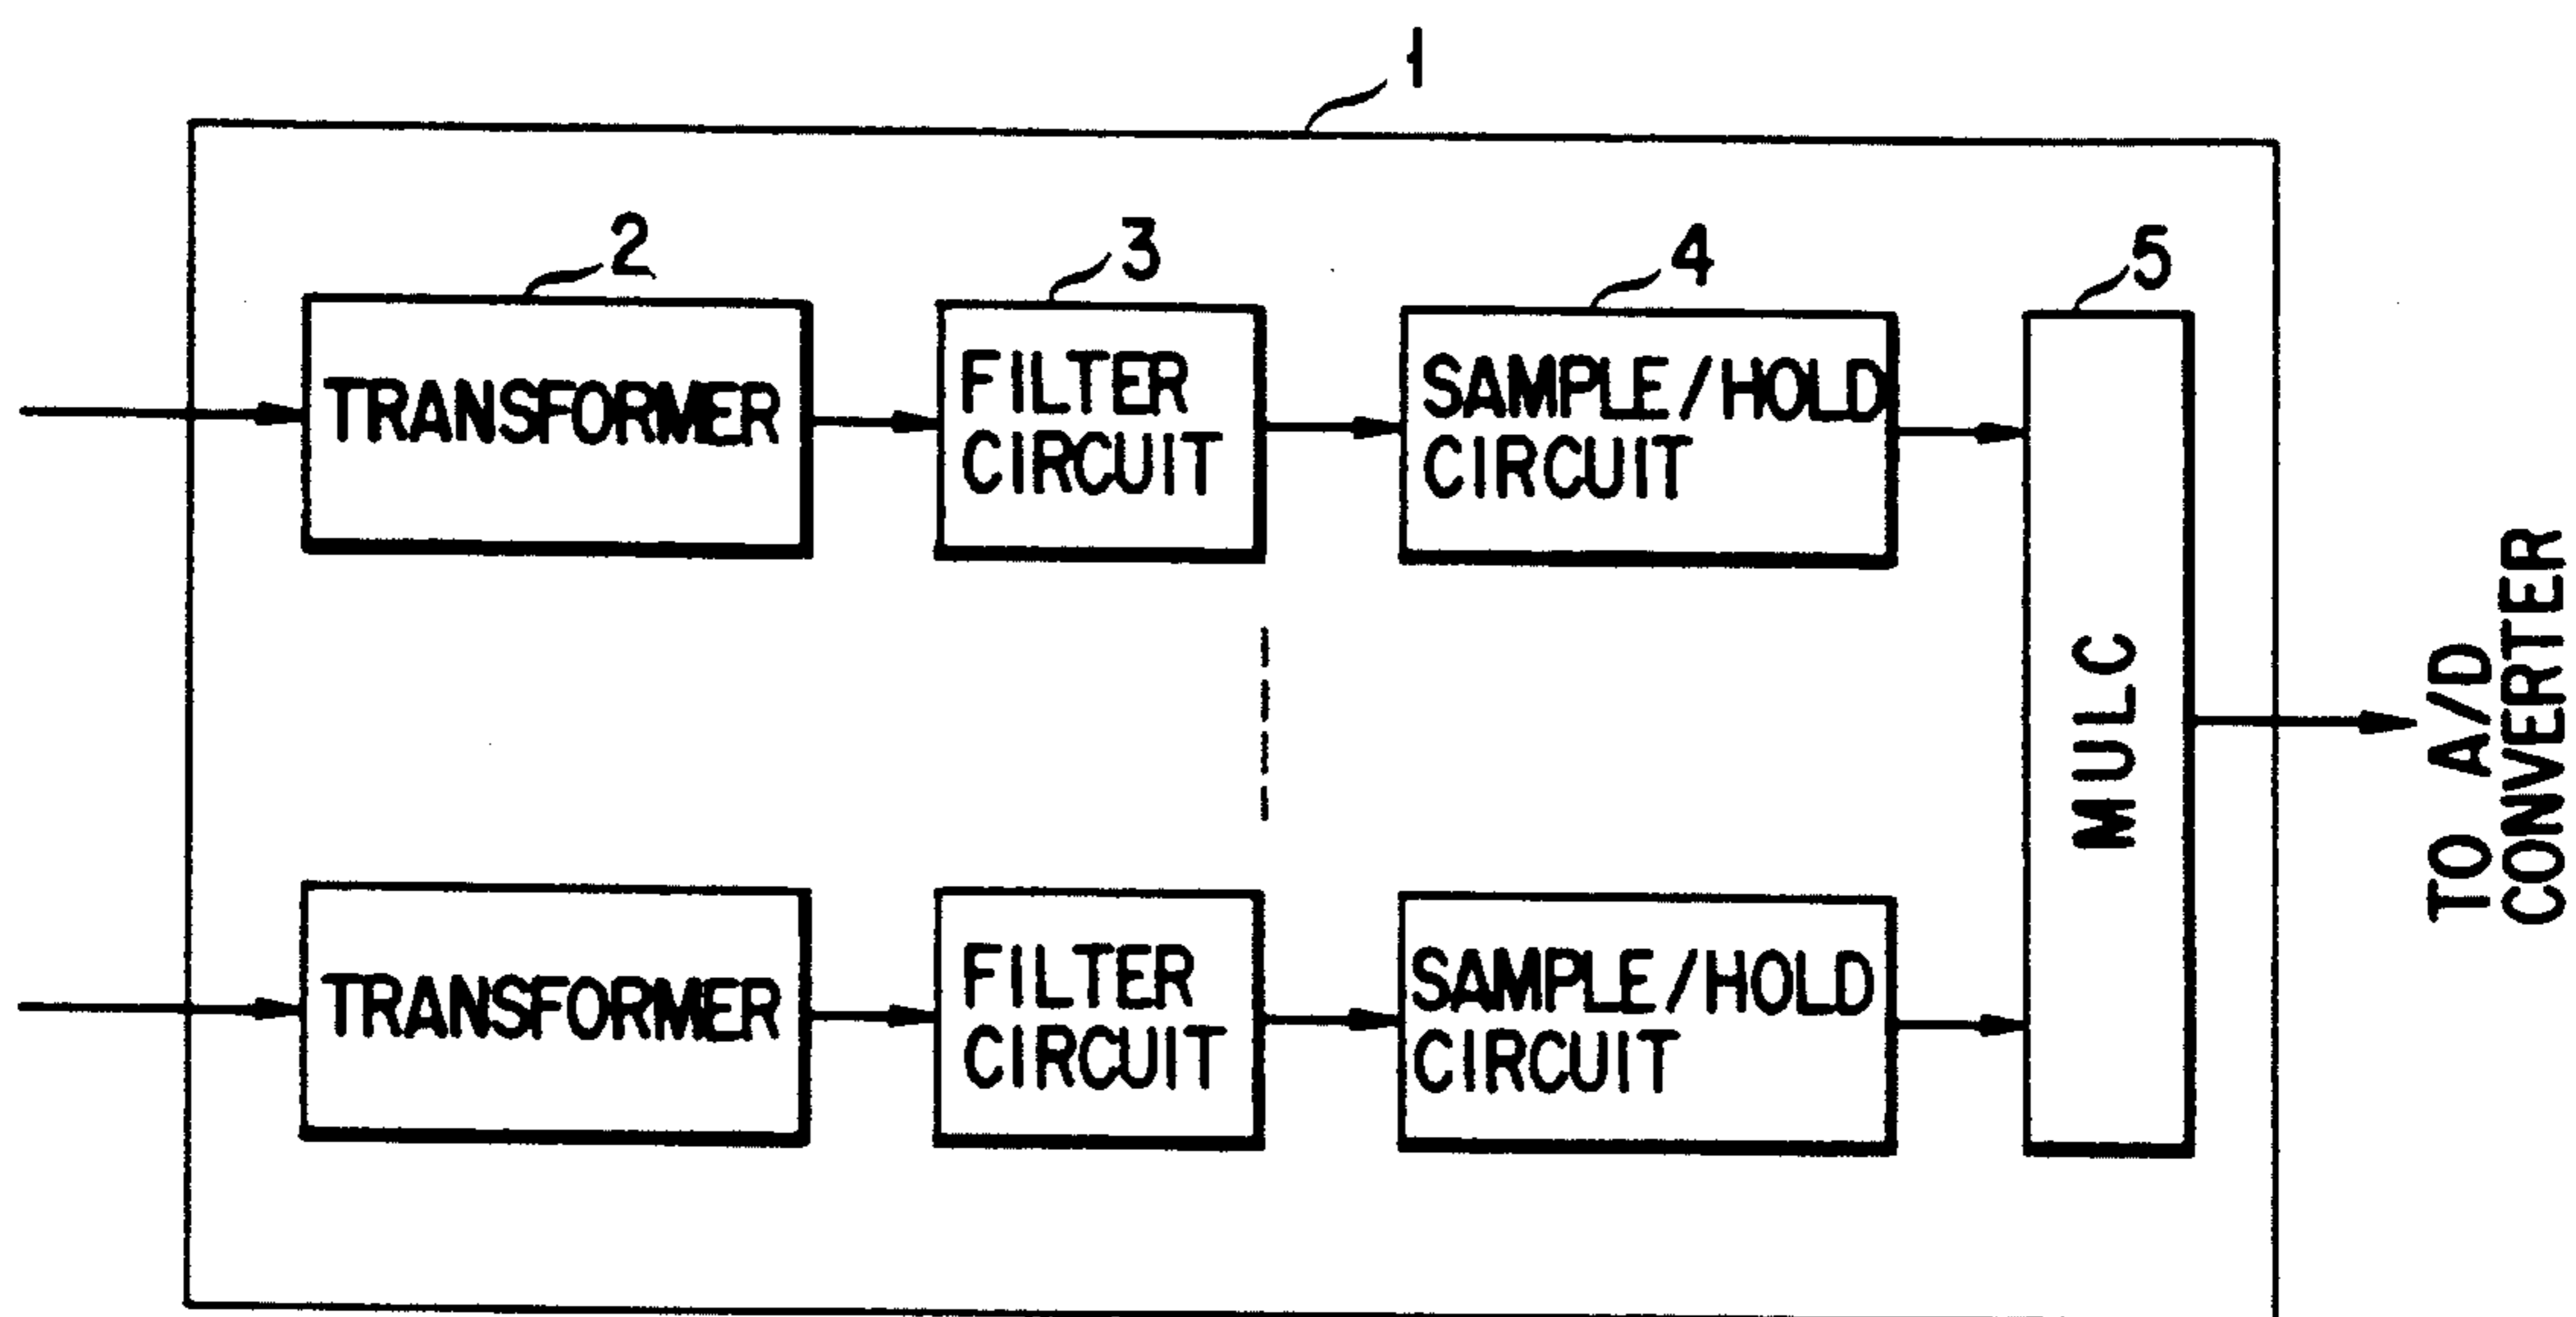 1
2
3
4
5
TRANSFORMER
FILTER
CIRCUIT
SAMPLE/HOLD
CIRCUIT
MULC
TO A/D
CONVERTER
TRANSFORMER
FILTER
CIRCUIT
SAMPLE/HOLD
CIRCUIT